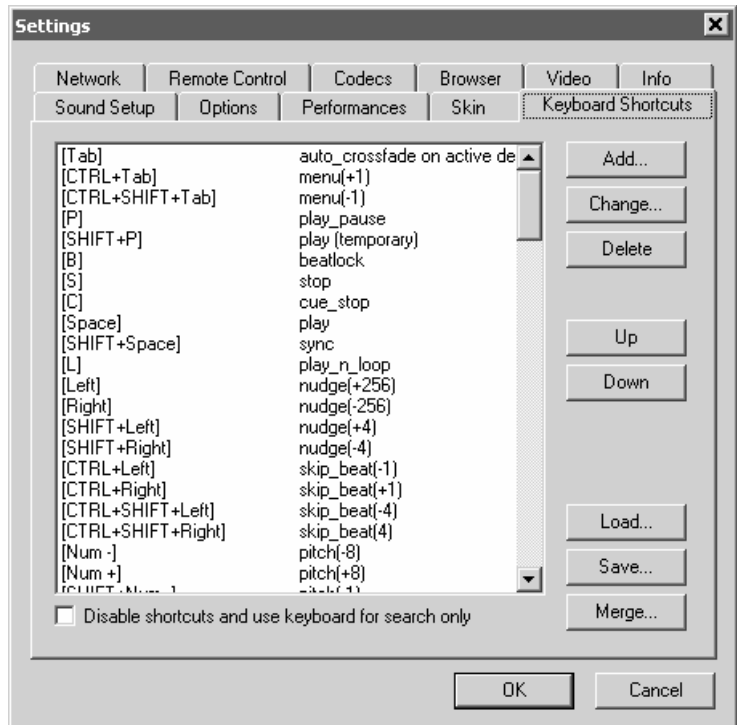 Settings
Network Remote Control Codecs Browser Video Info
Sound Setup Options Performances Skin Keyboard Shortcuts
[Tab] auto_crossfade on active de
[CTRL+Tab] menu(+1)
[CTRL+SHIFT+Tab] menu(-1)
[P] play_pause
[SHIFT+P] play (temporary)
[B] beatlock
[S] stop
[C] cue_stop
[Space] play
[SHIFT+Space] sync
[L] play_n_loop
[Left] nudge(+256)
[Right] nudge(-256)
[SHIFT+Left] nudge(+4)
[SHIFT+Right] nudge(-4)
[CTRL+Left] skip_beat(-1)
[CTRL+Right] skip_beat(+1)
[CTRL+SHIFT+Left] skip_beat(-4)
[CTRL+SHIFT+Right] skip_beat(4)
[Num -] pitch(-8)
[Num +] pitch(+8)
Add...
Change...
Delete
Up
Down
Load...
Save...
Merge...
Disable shortcuts and use keyboard for search only
OK Cancel